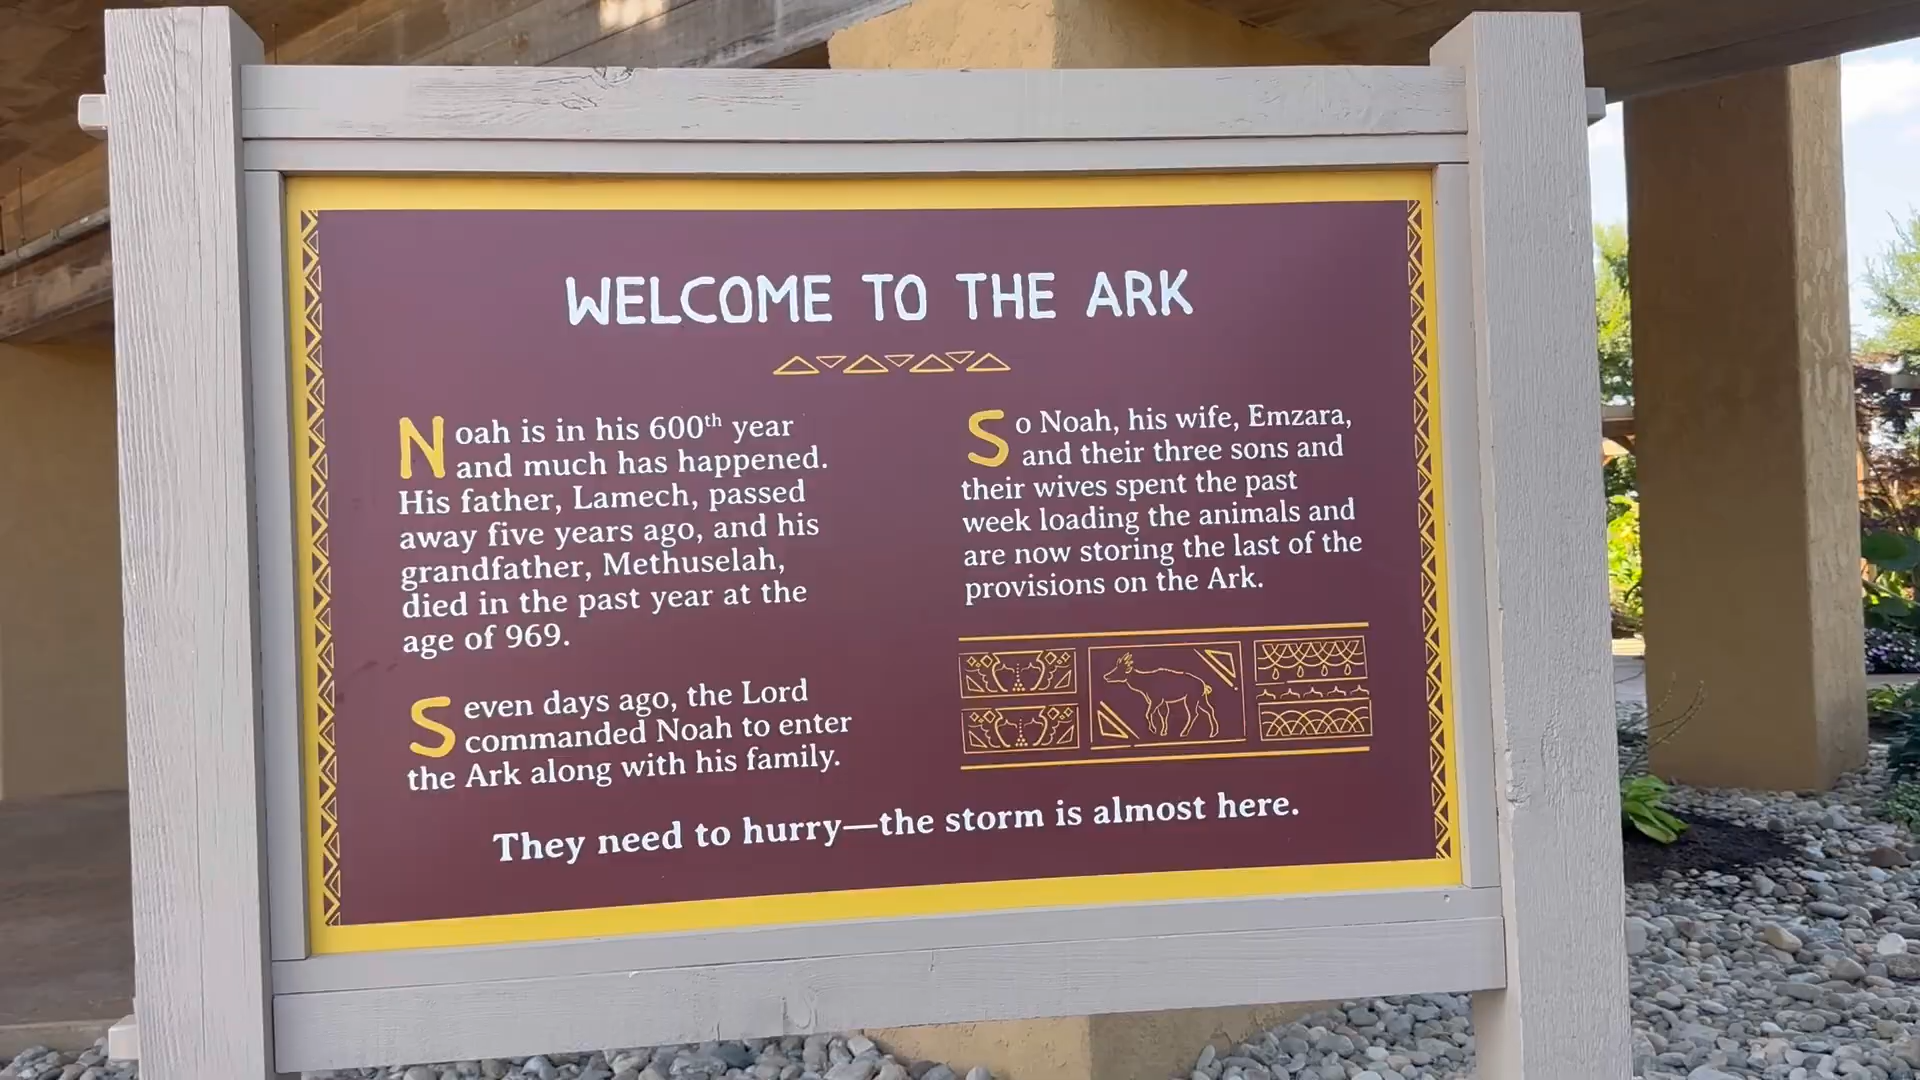 WELCOME TO THE ARK
Noah is in his 600th year
and much has happened.
His father, Lamech, passed
away five years ago, and his
grandfather, Methuselah,
died in the past year at the
age of 969.
Seven days ago, the Lord
commanded Noah to enter
the Ark along with his family.
So Noah, his wife, Emzara,
and their three sons and
their wives spent the past
week loading the animals and
are now storing the last of the
provisions on the Ark.
They need to hurry—the storm is almost here.